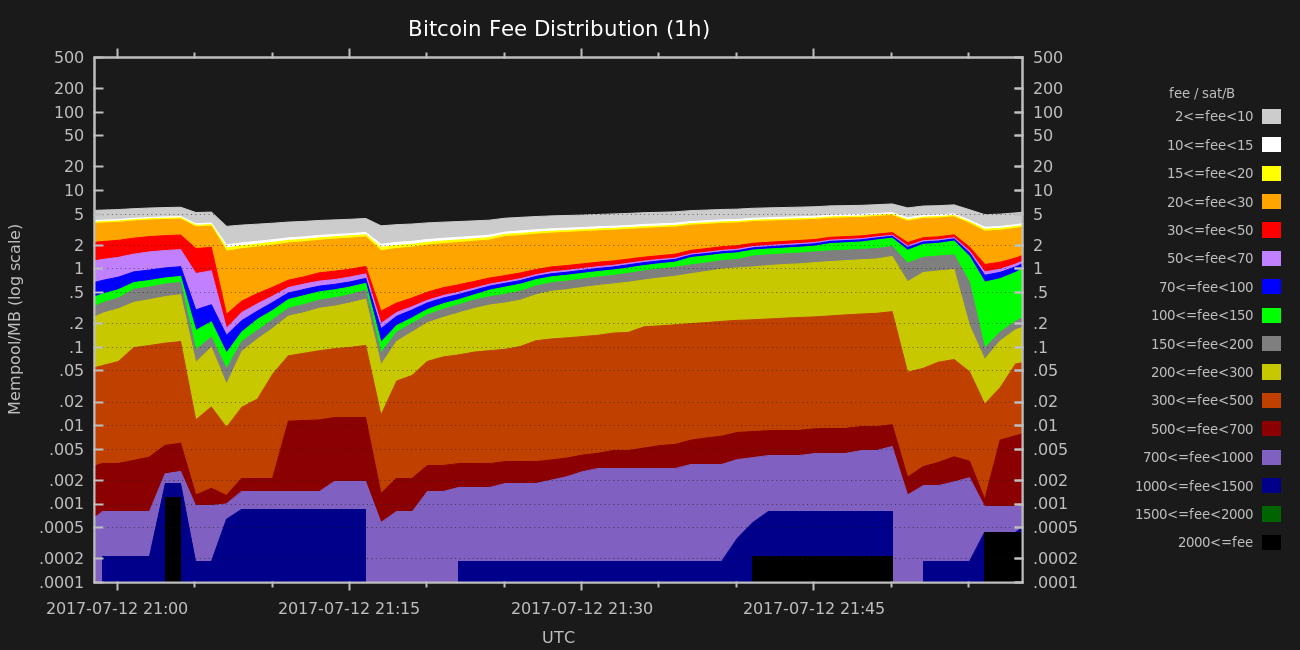 Bitcoin Fee Distribution (1h)
500 500
200 200
100 100
50 50
20 20
10 10
5 5
2 2
1 1
.5 .5
.2 .2
.1 .1
.05 .05
.02 .02
.01 .01
.005 .005
.002 .002
.001 .001
.0005 .0005
.0002 .0002
.0001 .0001
Mempool/MB (log scale)
2017-07-12 21:00 2017-07-12 21:15 2017-07-12 21:30 2017-07-12 21:45
UTC
fee / sat/B
2<=fee<10
10<=fee<15
15<=fee<20
20<=fee<30
30<=fee<50
50<=fee<70
70<=fee<100
100<=fee<150
150<=fee<200
200<=fee<300
300<=fee<500
500<=fee<700
700<=fee<1000
1000<=fee<1500
1500<=fee<2000
2000<=fee